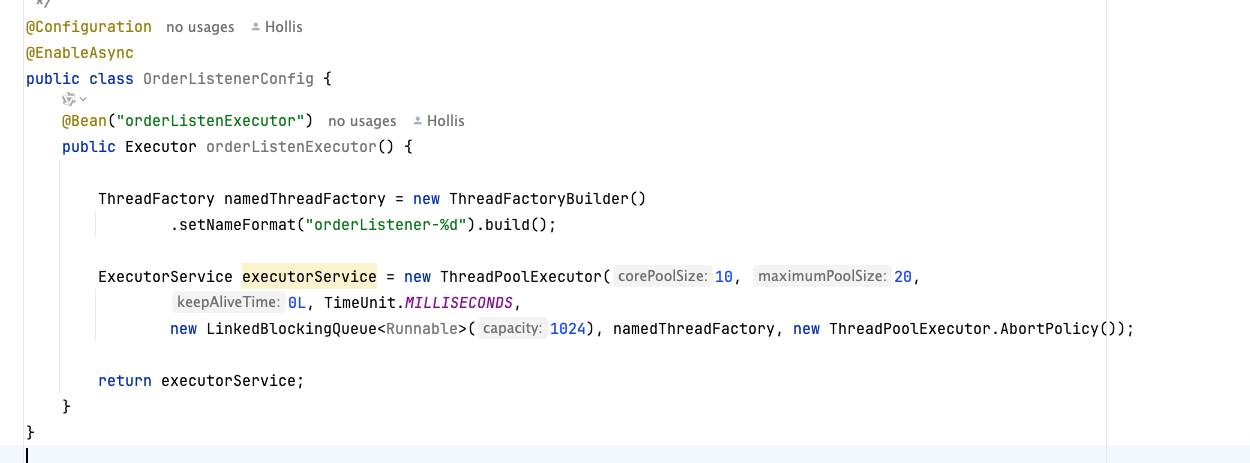 */
@Configuration no usages Hollis
@EnableAsync
public class OrderListenerConfig {
@Bean("orderListenExecutor") no usages Hollis
public Executor orderListenExecutor() {
ThreadFactory namedThreadFactory = new ThreadFactoryBuilder()
.setNameFormat("orderListener-%d").build();
ExecutorService executorService = new ThreadPoolExecutor( corePoolSize: 10, maximumPoolSize: 20,
keepAliveTime: 0L, TimeUnit.MILLISECONDS,
new LinkedBlockingQueue<Runnable>( capacity: 1024), namedThreadFactory, new ThreadPoolExecutor.AbortPolicy());
return executorService;
}
}